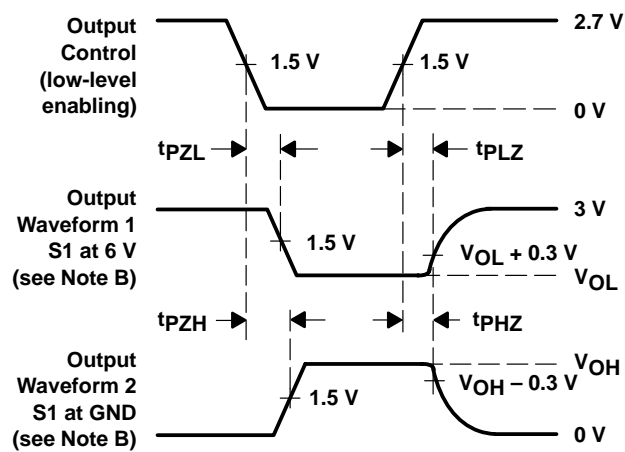 Output
Control
(low-level
enabling)
1.5 V
1.5 V
2.7 V
0 V
tPZL
tPLZ
Output
Waveform 1
S1 at 6 V
(see Note B)
1.5 V
3 V
VOL + 0.3 V
VOL
tPZH
tPHZ
Output
Waveform 2
S1 at GND
(see Note B)
1.5 V
VOH
VOH − 0.3 V
0 V